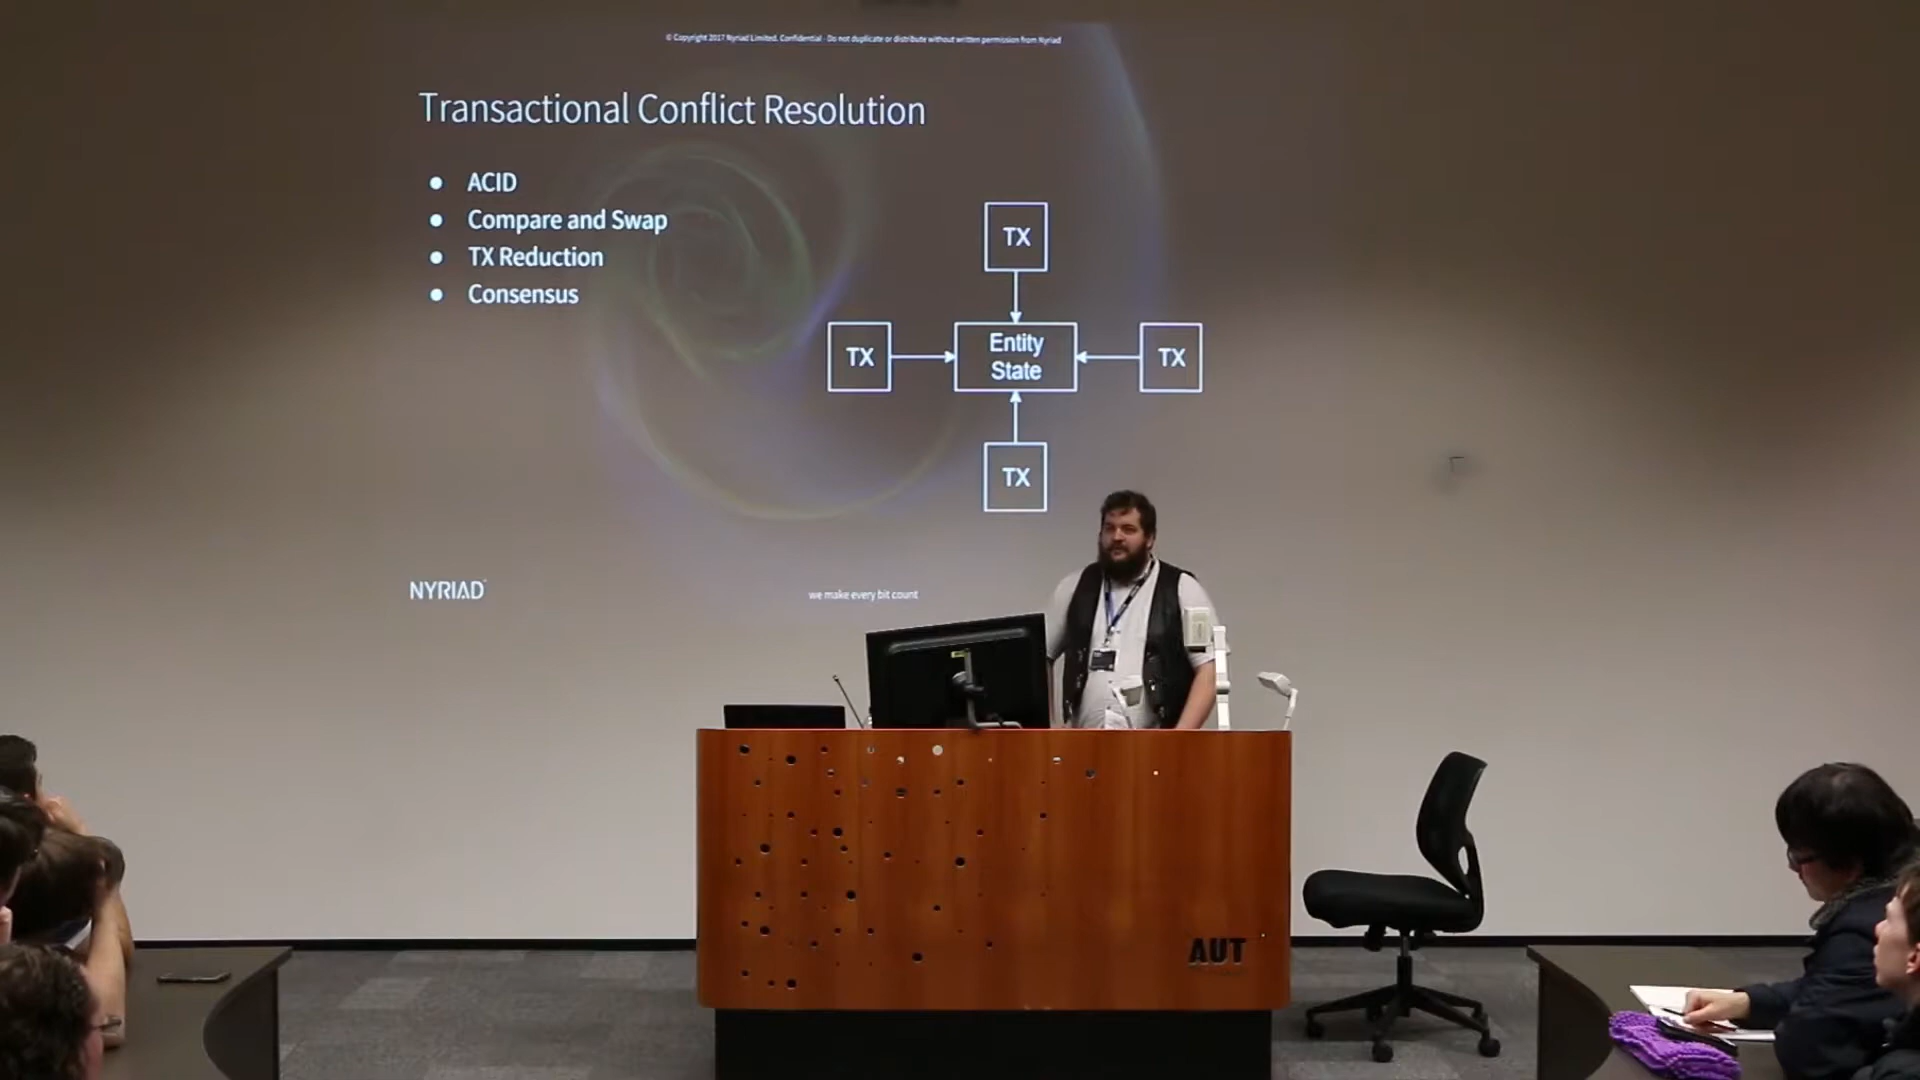 © Copyright 2017 Nyriad Limited. Confidential - Do not duplicate or distribute without written permission from Nyriad
Transactional Conflict Resolution
● ACID
● Compare and Swap
● TX Reduction
● Consensus
TX
TX
Entity
State
TX
TX
NYRIAD
we make every bit count
AUT